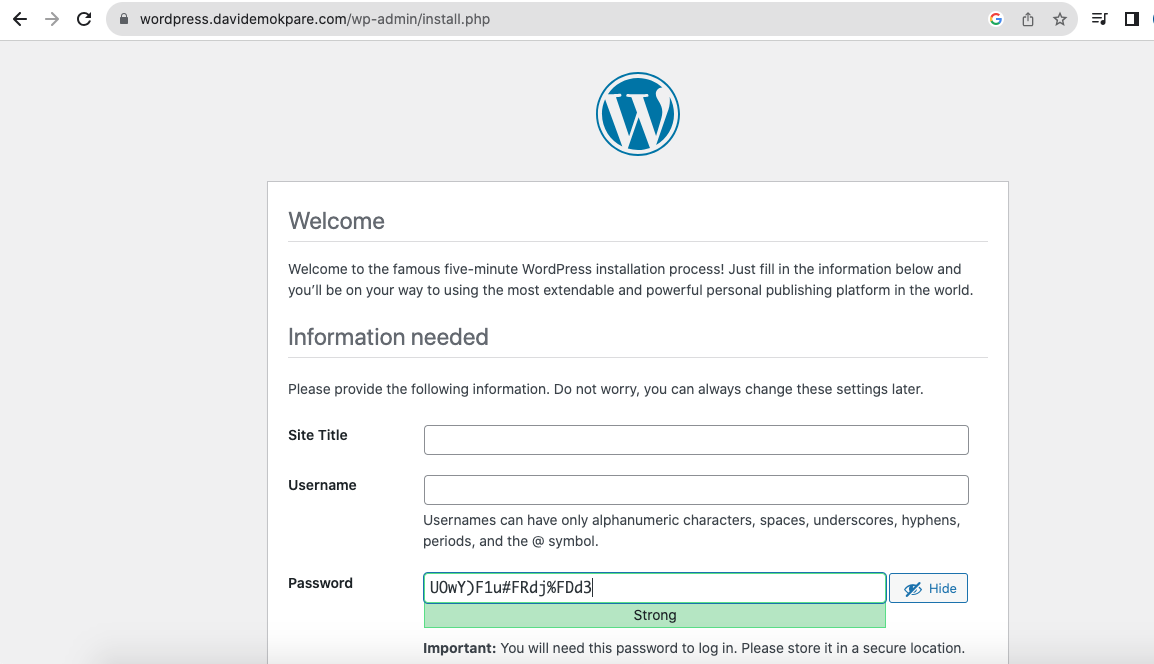 wordpress.davidemokpare.com/wp-admin/install.php
Welcome
Welcome to the famous five-minute WordPress installation process! Just fill in the information below and
you’ll be on your way to using the most extendable and powerful personal publishing platform in the world.
Information needed
Please provide the following information. Do not worry, you can always change these settings later.
Site Title
Username
Usernames can have only alphanumeric characters, spaces, underscores, hyphens,
periods, and the @ symbol.
Password
UOwY)F1u#FRdj%FDd3
Hide
Strong
Important: You will need this password to log in. Please store it in a secure location.